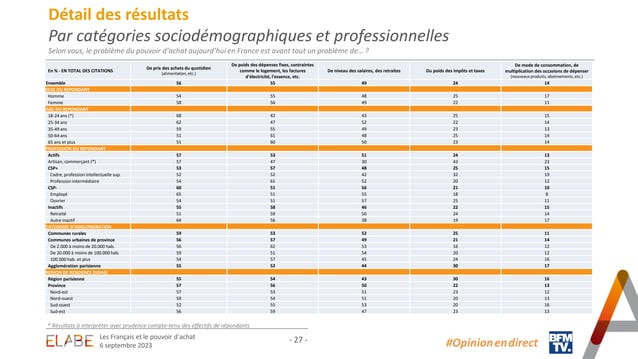 Détail des résultats
Par catégories sociodémographiques et professionnelles
Selon vous, le problème du pouvoir d'achat aujourd'hui en France est avant tout un problème de… ?
En % - EN TOTAL DES CITATIONS | De prix des achats du quotidien (alimentation, etc.) | De poids des dépenses fixes, contraintes comme le logement, les factures d'électricité, l'essence, etc. | De niveau des salaires, des retraites | Du poids des impôts et taxes | De mode de consommation, de multiplication des occasions de dépenser (nouveaux produits, abonnements, etc.)
Ensemble 56 55 49 24 14
SEXE DU REPONDANT
Homme 54 55 48 25 17
Femme 58 56 49 22 11
AGE DU REPONDANT
18-24 ans (*) 68 42 43 25 15
25-34 ans 62 47 52 22 14
35-49 ans 59 55 49 23 13
50-64 ans 51 61 48 25 14
65 ans et plus 51 60 50 23 14
PROFESSION DU REPONDANT
Actifs 57 53 51 24 13
Artisan, commerçant (*) 57 47 30 43 23
CSP+ 53 57 48 25 15
Cadre, profession intellectuelle sup. 52 52 42 32 19
Profession intermédiaire 54 61 52 20 12
CSP- 60 51 56 21 10
Employé 65 51 55 18 8
Ouvrier 54 51 57 25 11
Inactifs 55 58 46 22 15
Retraité 51 59 50 24 14
Autre inactif 64 56 38 19 17
CATEGORIE D'AGGLOMERATION
Communes rurales 59 53 52 25 11
Communes urbaines de province 56 57 49 21 14
De 2.000 à moins de 20.000 hab. 56 62 53 16 12
De 20.000 à moins de 100.000 hab. 59 51 54 20 12
100.000 hab. et plus 54 57 45 24 16
Agglomération parisienne 55 52 44 30 17
REGION DE RESIDENCE (UDA5)
Région parisienne 55 54 43 30 16
Province 57 56 50 22 13
Nord-est 57 53 51 23 12
Nord-ouest 59 54 51 20 13
Sud-ouest 52 55 53 20 16
Sud-est 56 59 47 23 13
* Résultats à interpréter avec prudence compte-tenu des effectifs de répondants
ELABE
Les Français et le pouvoir d'achat
6 septembre 2023
- 27 -
#Opinion en direct
BFM
TV.